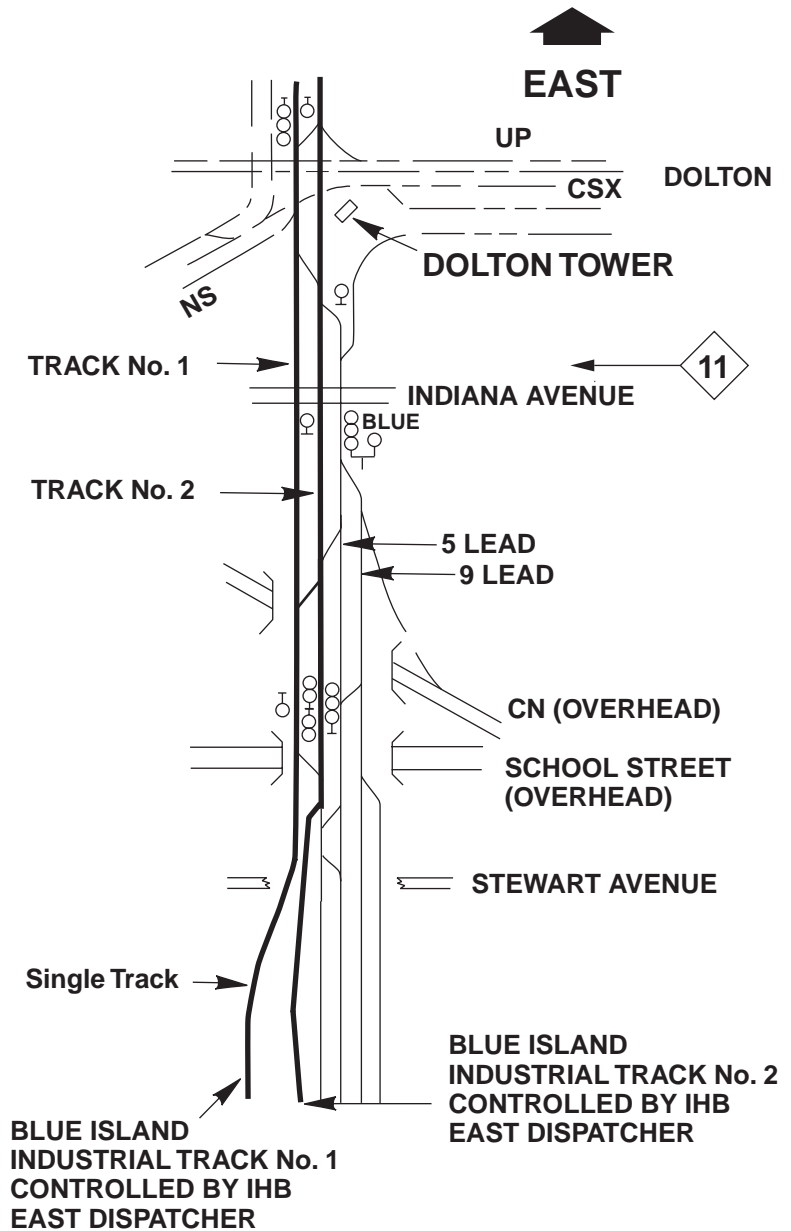 EAST
UP
DOLTON
CSX
DOLTON TOWER
NS
TRACK No. 1
11
INDIANA AVENUE
BLUE
TRACK No. 2
5 LEAD
9 LEAD
CN (OVERHEAD)
SCHOOL STREET
(OVERHEAD)
STEWART AVENUE
Single Track
BLUE ISLAND
INDUSTRIAL TRACK No. 2
CONTROLLED BY IHB
EAST DISPATCHER
BLUE ISLAND
INDUSTRIAL TRACK No. 1
CONTROLLED BY IHB
EAST DISPATCHER